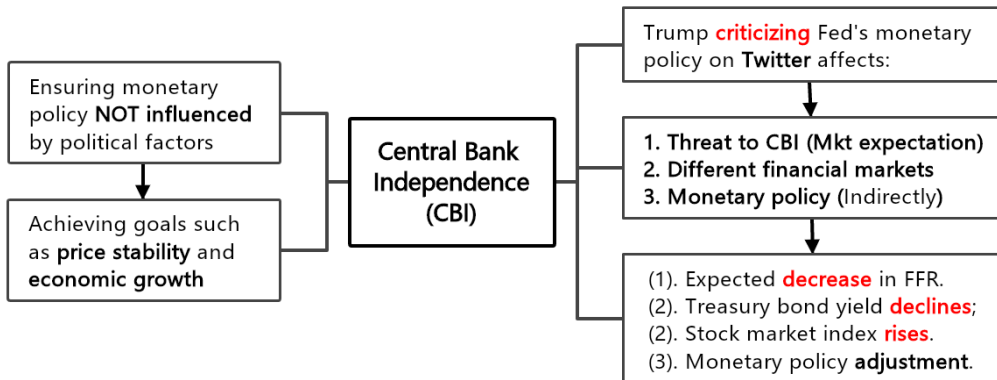 Ensuring monetary
policy NOT influenced
by political factors
Achieving goals such
as price stability and
economic growth
Central Bank
Independence
(CBI)
Trump criticizing Fed's monetary
policy on Twitter affects:
1. Threat to CBI (Mkt expectation)
2. Different financial markets
3. Monetary policy (Indirectly)
(1). Expected decrease in FFR.
(2). Treasury bond yield declines;
(2). Stock market index rises.
(3). Monetary policy adjustment.